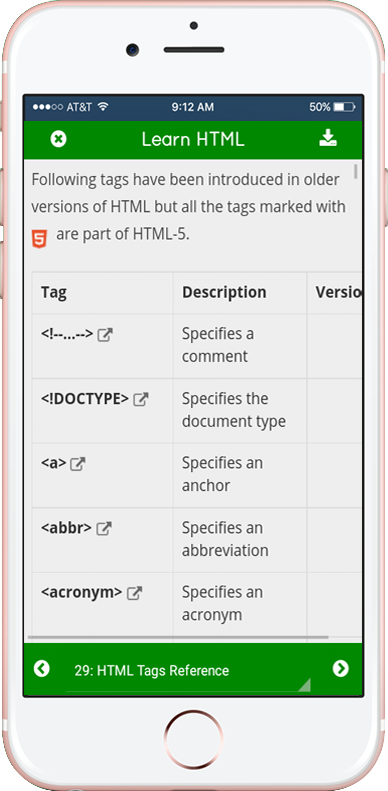 AT&T 9:12 AM 50%
Learn HTML
Following tags have been introduced in older
versions of HTML but all the tags marked with
5 are part of HTML-5.
Tag Description Versio
<!--...--> Specifies a
comment
<!DOCTYPE> Specifies the
document type
<a> Specifies an
anchor
<abbr> Specifies an
abbreviation
<acronym> Specifies an
acronym
29: HTML Tags Reference